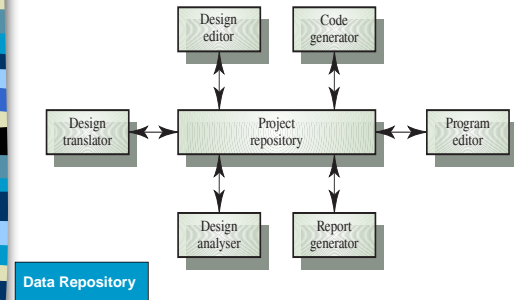 Design
editor
Code
generator
Design
translator
Project
repository
Program
editor
Design
analyser
Report
generator
Data Repository